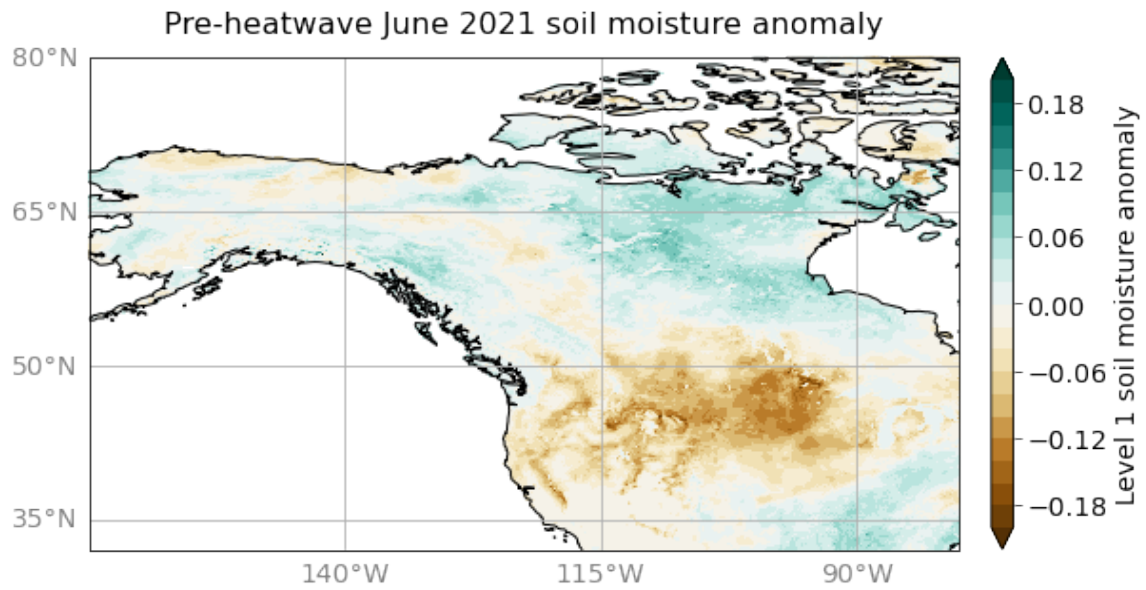 Pre-heatwave June 2021 soil moisture anomaly
80°N
65°N
50°N
35°N
140°W
115°W
90°W
0.18
0.12
0.06
0.00
−0.06
−0.12
−0.18
Level 1 soil moisture anomaly